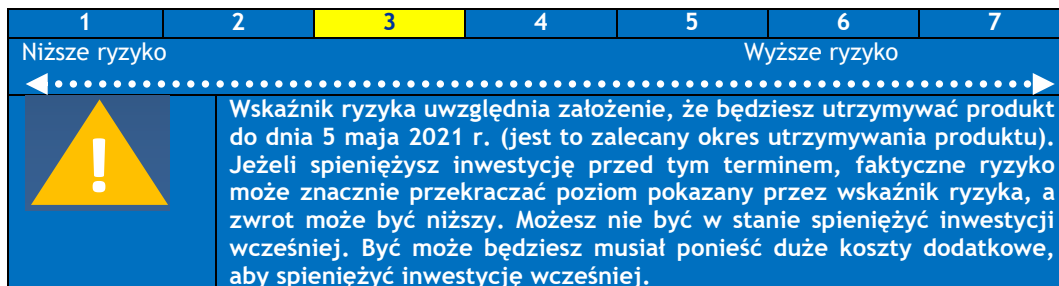 1 2 3 4 5 6 7
Niższe ryzyko Wyższe ryzyko
Wskaźnik ryzyka uwzględnia założenie, że będziesz utrzymywać produkt
do dnia 5 maja 2021 r. (jest to zalecany okres utrzymywania produktu).
Jeżeli spieniężysz inwestycję przed tym terminem, faktyczne ryzyko
może znacznie przekraczać poziom pokazany przez wskaźnik ryzyka, a
zwrot może być niższy. Możesz nie być w stanie spieniężyć inwestycji
wcześniej. Być może będziesz musiał ponieść duże koszty dodatkowe,
aby spieniężyć inwestycję wcześniej.